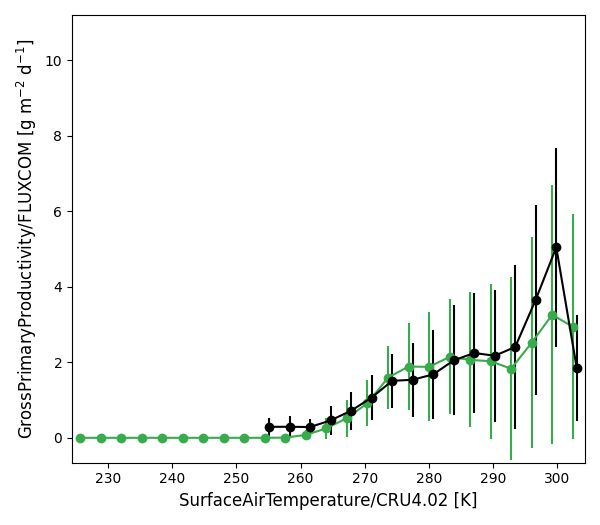 GrossPrimaryProductivity/FLUXCOM [g m⁻² d⁻¹]
10
8
6
4
2
0
230 240 250 260 270 280 290 300
SurfaceAirTemperature/CRU4.02 [K]